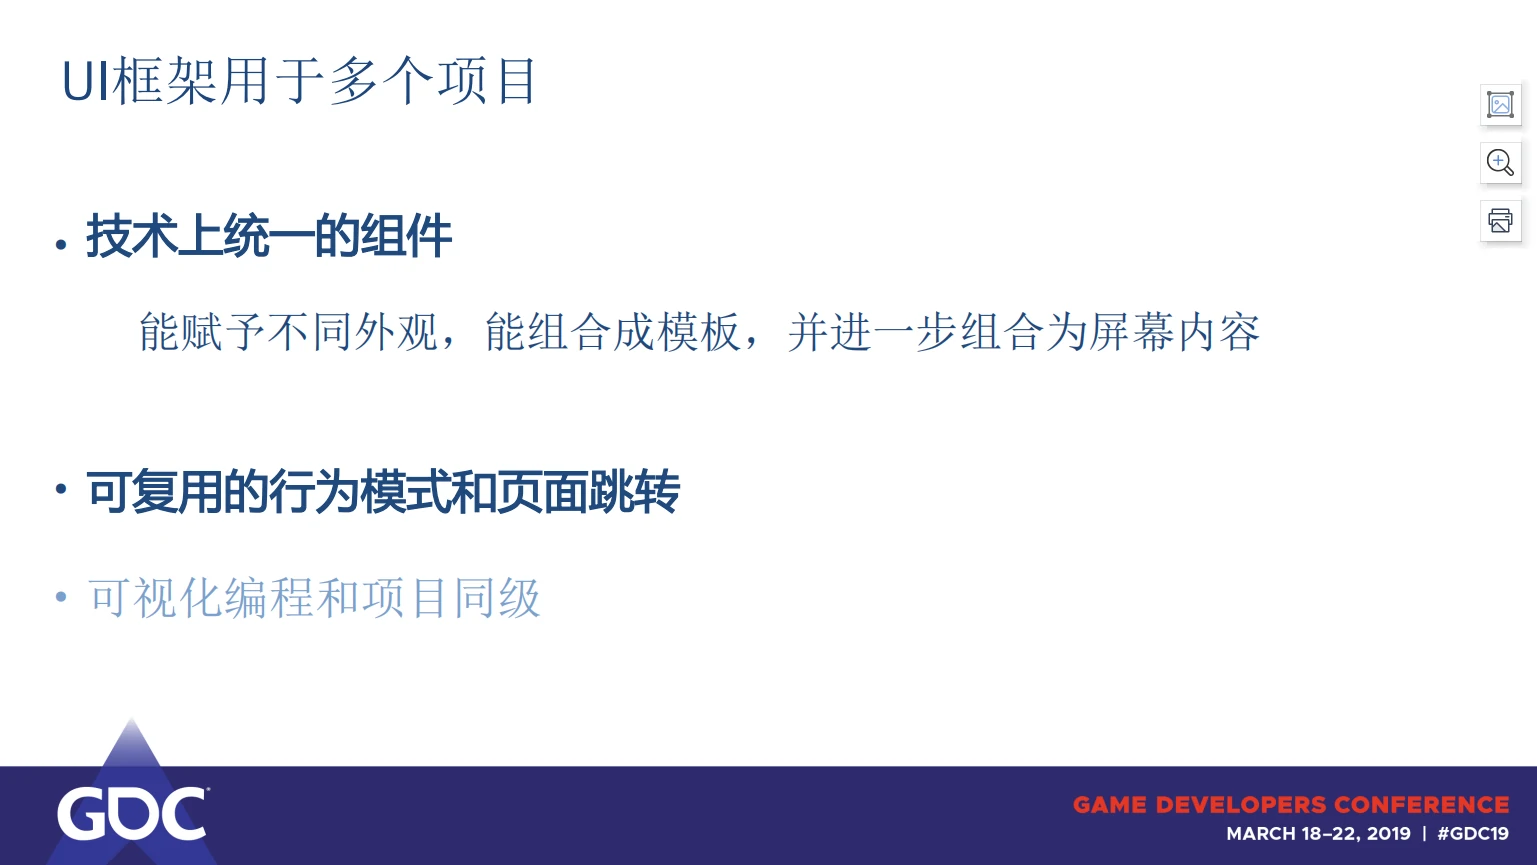 UI框架用于多个项目
• 技术上统一的组件
能赋予不同外观，能组合成模板，并进一步组合为屏幕内容
• 可复用的行为模式和页面跳转
• 可视化编程和项目同级
GDC
GAME DEVELOPERS CONFERENCE
MARCH 18–22, 2019 | #GDC19